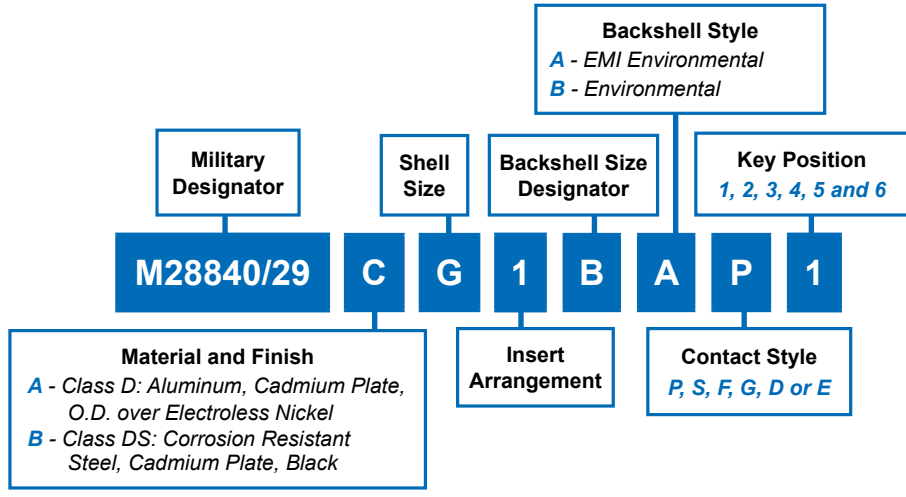 Backshell Style
A - EMI Environmental
B - Environmental
Military
Designator
Shell
Size
Backshell Size
Designator
Key Position
1, 2, 3, 4, 5 and 6
M28840/29 C G 1 B A P 1
Material and Finish
A - Class D: Aluminum, Cadmium Plate,
O.D. over Electroless Nickel
B - Class DS: Corrosion Resistant
Steel, Cadmium Plate, Black
Insert
Arrangement
Contact Style
P, S, F, G, D or E